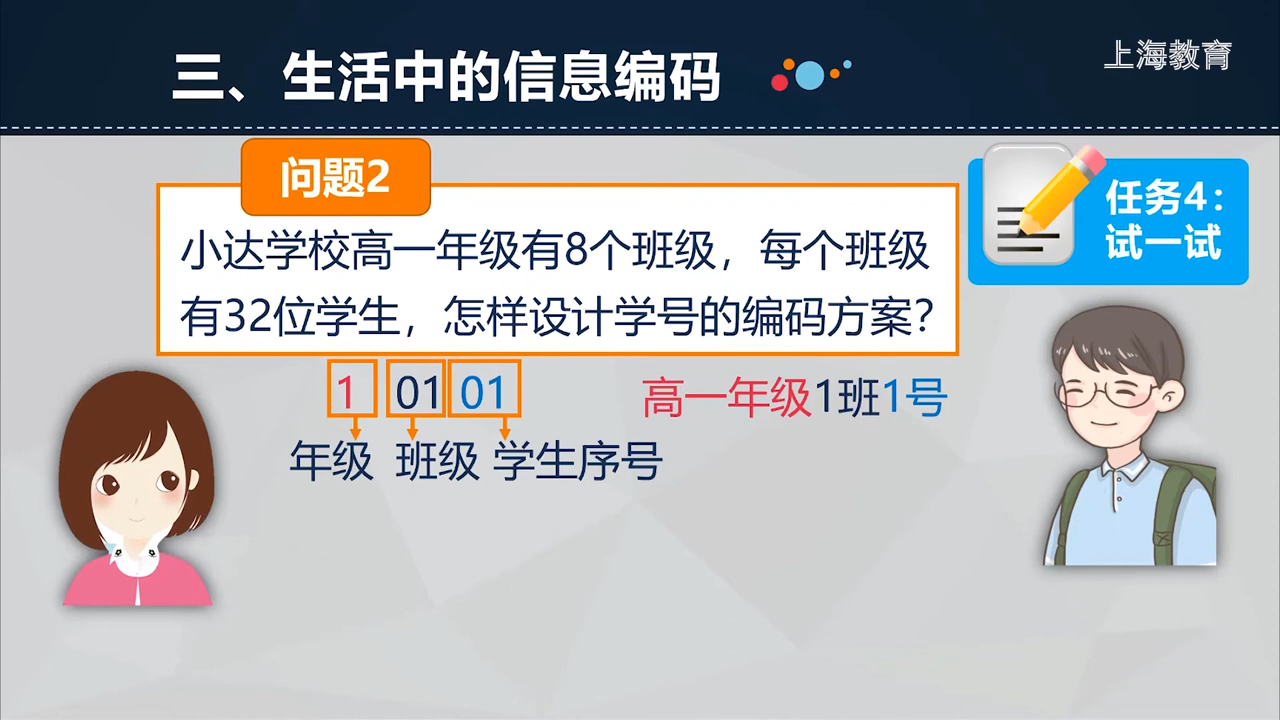 三、生活中的信息编码
上海教育
问题2
小达学校高一年级有8个班级，每个班级
有32位学生，怎样设计学号的编码方案？
任务4：
试一试
1 01 01
高一年级1班1号
年级 班级 学生序号